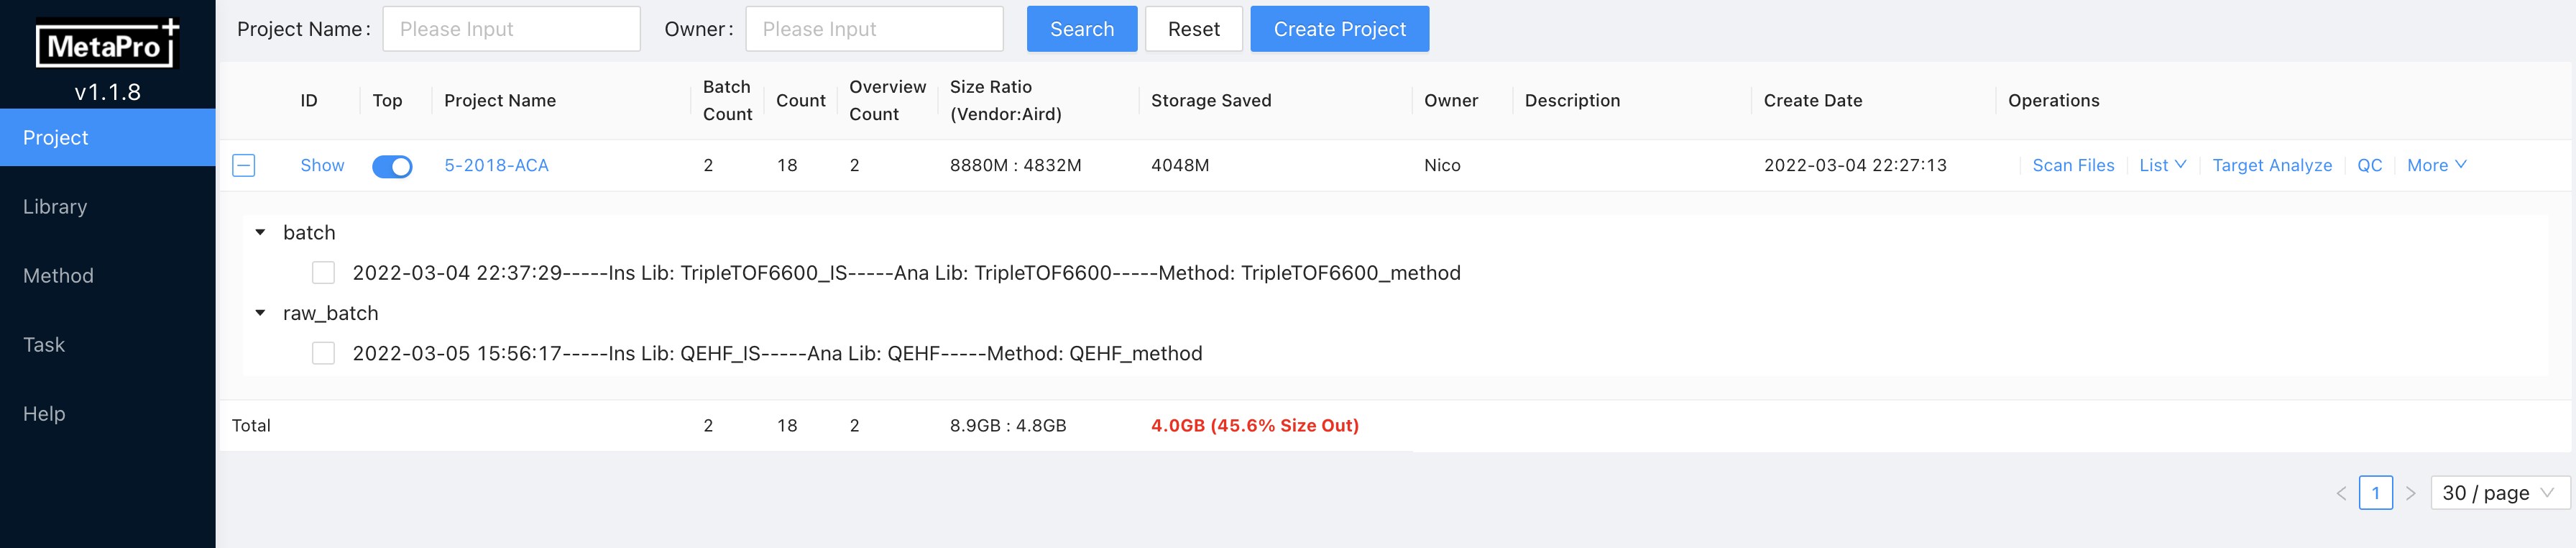 MetaPro+
v1.1.8
Project
Library
Method
Task
Help
Project Name : Please Input Owner : Please Input Search Reset Create Project
ID Top Project Name Batch Count Count Overview Count Size Ratio (Vendor:Aird) Storage Saved Owner Description Create Date Operations
Show 5-2018-ACA 2 18 2 8880M : 4832M 4048M Nico 2022-03-04 22:27:13 Scan Files List Target Analyze QC More
batch
2022-03-04 22:37:29-----Ins Lib: TripleTOF6600_IS-----Ana Lib: TripleTOF6600-----Method: TripleTOF6600_method
raw_batch
2022-03-05 15:56:17-----Ins Lib: QEHF_IS-----Ana Lib: QEHF-----Method: QEHF_method
Total 2 18 2 8.9GB : 4.8GB 4.0GB (45.6% Size Out)
< 1 > 30 / page